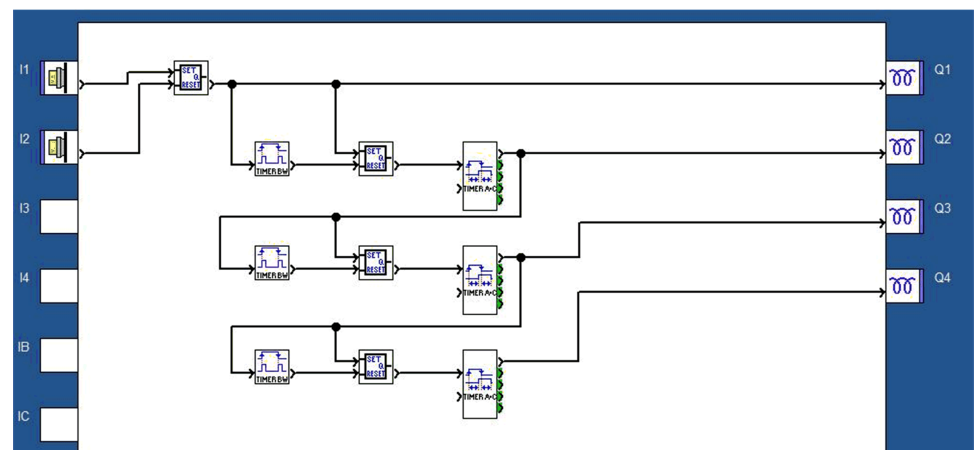 I1
SET
Q
RESET
Q1
I2
TIMER BW
SET
Q
RESET
TIMER A>C
Q2
I3
Q3
I4
TIMER BW
SET
Q
RESET
TIMER A>C
Q4
IB
TIMER BW
SET
Q
RESET
TIMER A>C
IC